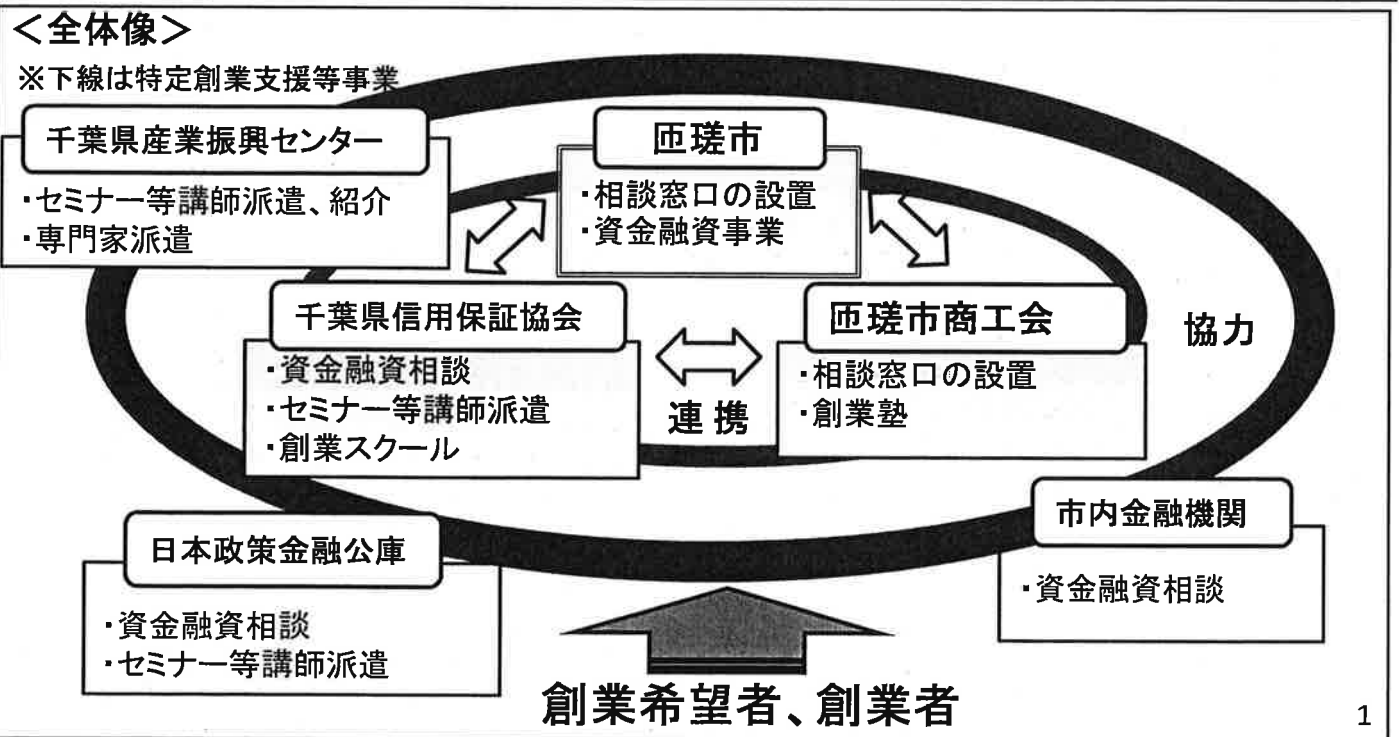 ＜全体像＞
※下線は特定創業支援等事業
千葉県産業振興センター
・セミナー等講師派遣、紹介
・専門家派遣
匝瑳市
・相談窓口の設置
・資金融資事業
千葉県信用保証協会
・資金融資相談
・セミナー等講師派遣
・創業スクール
連携
匝瑳市商工会
・相談窓口の設置
・創業塾
協力
日本政策金融公庫
・資金融資相談
・セミナー等講師派遣
市内金融機関
・資金融資相談
創業希望者、創業者
1